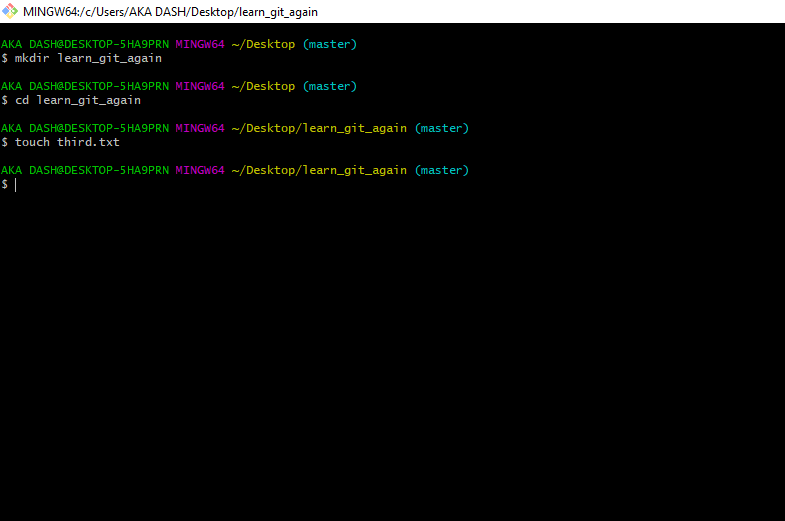 MINGW64:/c/Users/AKA DASH/Desktop/learn_git_again
AKA DASH@DESKTOP-5HA9PRN MINGW64 ~/Desktop (master)
$ mkdir learn_git_again
AKA DASH@DESKTOP-5HA9PRN MINGW64 ~/Desktop (master)
$ cd learn_git_again
AKA DASH@DESKTOP-5HA9PRN MINGW64 ~/Desktop/learn_git_again (master)
$ touch third.txt
AKA DASH@DESKTOP-5HA9PRN MINGW64 ~/Desktop/learn_git_again (master)
$